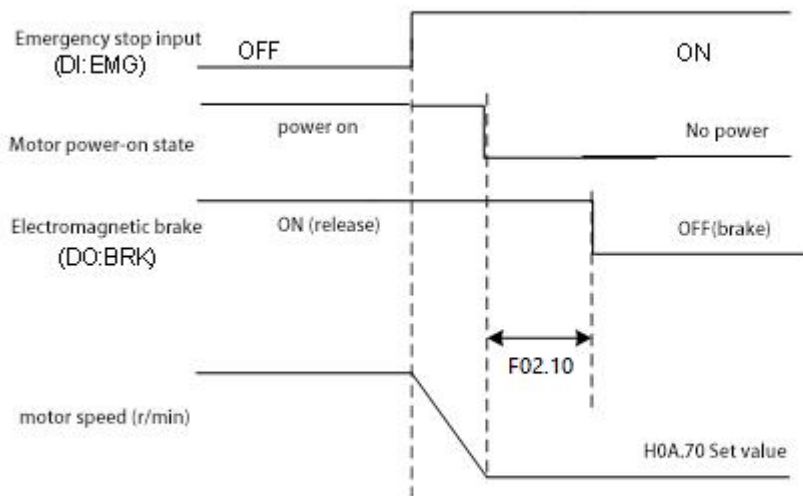 Emergency stop input
(DI:EMG)
OFF
ON
Motor power-on state
power on
No power
Electromagnetic brake
(DO:BRK)
ON (release)
OFF(brake)
F02.10
motor speed (r/min)
H0A.70 Set value